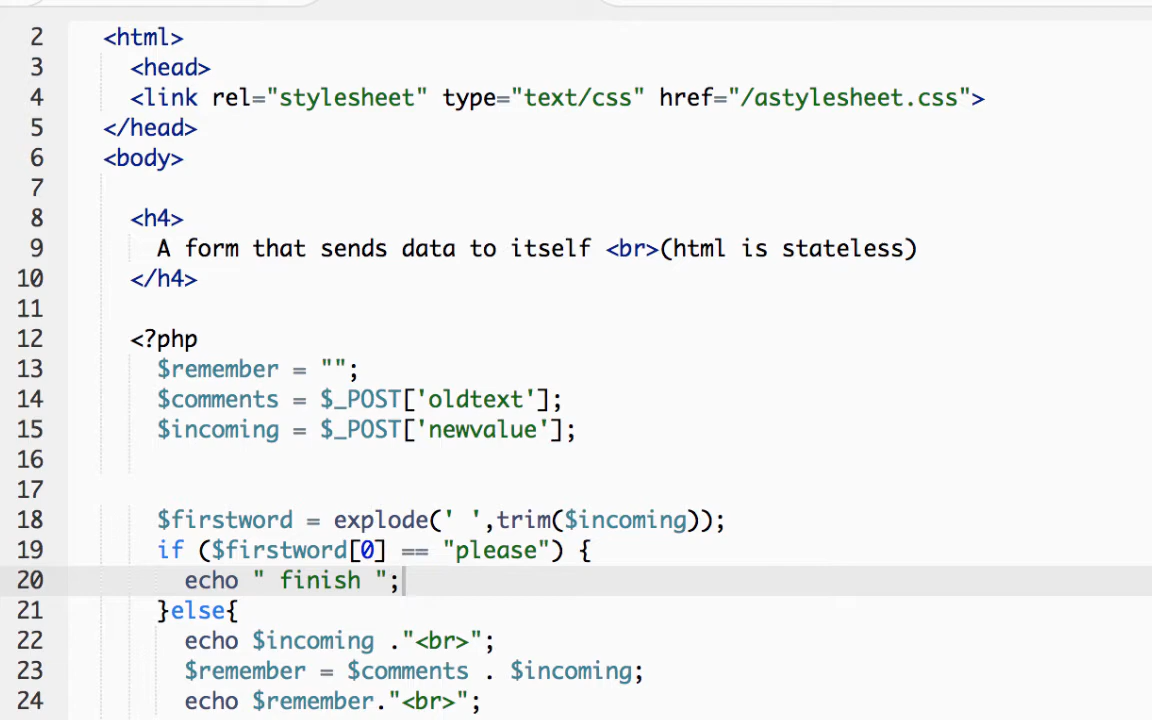 2 <html>
3 <head>
4 <link rel="stylesheet" type="text/css" href="/astylesheet.css">
5 </head>
6 <body>
7
8 <h4>
9 A form that sends data to itself <br>(html is stateless)
10 </h4>
11
12 <?php
13 $remember = "";
14 $comments = $_POST['oldtext'];
15 $incoming = $_POST['newvalue'];
16
17
18 $firstword = explode(' ',trim($incoming));
19 if ($firstword[0] == "please") {
20 echo " finish ";
21 }else{
22 echo $incoming ."<br>";
23 $remember = $comments . $incoming;
24 echo $remember."<br>";